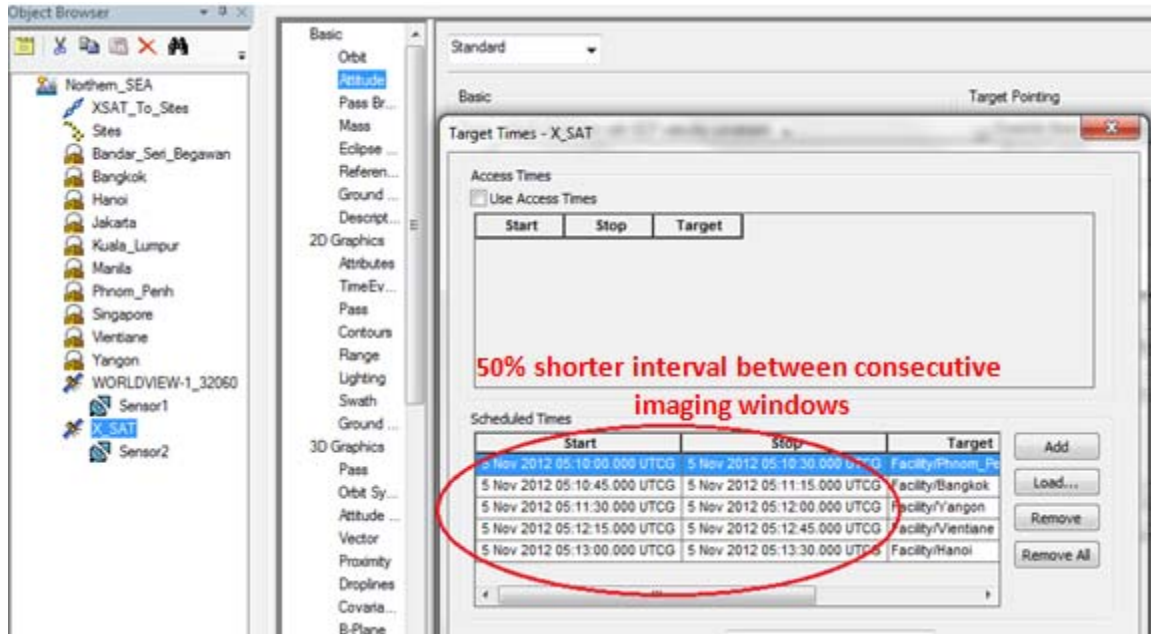 Object Browser
Northern_SEA
XSAT_To_Sites
Sites
Bandar_Seri_Begawan
Bangkok
Hanoi
Jakarta
Kuala_Lumpur
Manila
Phnom_Penh
Singapore
Vientiane
Yangon
WORLDVIEW-1_32060
Sensor1
X_SAT
Sensor2
Basic
Orbit
Attitude
Pass Br...
Mass
Eclipse ...
Referen...
Ground ...
Descript...
2D Graphics
Attributes
TimeEv...
Pass
Contours
Range
Lighting
Swath
Ground ...
3D Graphics
Pass
Orbit Sy...
Attitude ...
Vector
Proximity
Droplines
Covaria...
B-Plane
Standard
Basic
Target Pointing
Target Times - X_SAT
Access Times
Use Access Times
Start Stop Target
50% shorter interval between consecutive
imaging windows
Scheduled Times
Start Stop Target
5 Nov 2012 05:10:00.000 UTCG 5 Nov 2012 05:10:30.000 UTCG Facility/Phnom_Pe
5 Nov 2012 05:10:45.000 UTCG 5 Nov 2012 05:11:15.000 UTCG Facility/Bangkok
5 Nov 2012 05:11:30.000 UTCG 5 Nov 2012 05:12:00.000 UTCG Facility/Yangon
5 Nov 2012 05:12:15.000 UTCG 5 Nov 2012 05:12:45.000 UTCG Facility/Vientiane
5 Nov 2012 05:13:00.000 UTCG 5 Nov 2012 05:13:30.000 UTCG Facility/Hanoi
Add
Load...
Remove
Remove All